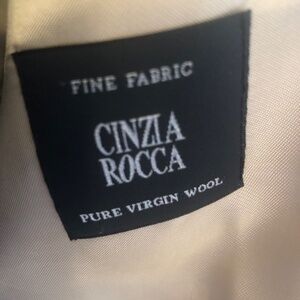 FINE FABRIC
CINZIA
ROCCA
PURE VIRGIN WOOL